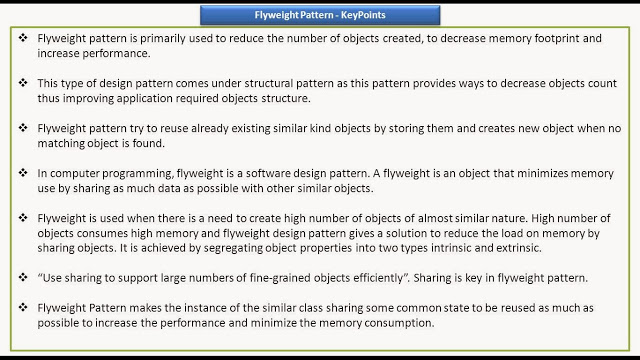 Flyweight Pattern - KeyPoints
❖ Flyweight pattern is primarily used to reduce the number of objects created, to decrease memory footprint and
increase performance.
❖ This type of design pattern comes under structural pattern as this pattern provides ways to decrease objects count
thus improving application required objects structure.
❖ Flyweight pattern try to reuse already existing similar kind objects by storing them and creates new object when no
matching object is found.
❖ In computer programming, flyweight is a software design pattern. A flyweight is an object that minimizes memory
use by sharing as much data as possible with other similar objects.
❖ Flyweight is used when there is a need to create high number of objects of almost similar nature. High number of
objects consumes high memory and flyweight design pattern gives a solution to reduce the load on memory by
sharing objects. It is achieved by segregating object properties into two types intrinsic and extrinsic.
❖ “Use sharing to support large numbers of fine-grained objects efficiently”. Sharing is key in flyweight pattern.
❖ Flyweight Pattern makes the instance of the similar class sharing some common state to be reused as much as
possible to increase the performance and minimize the memory consumption.